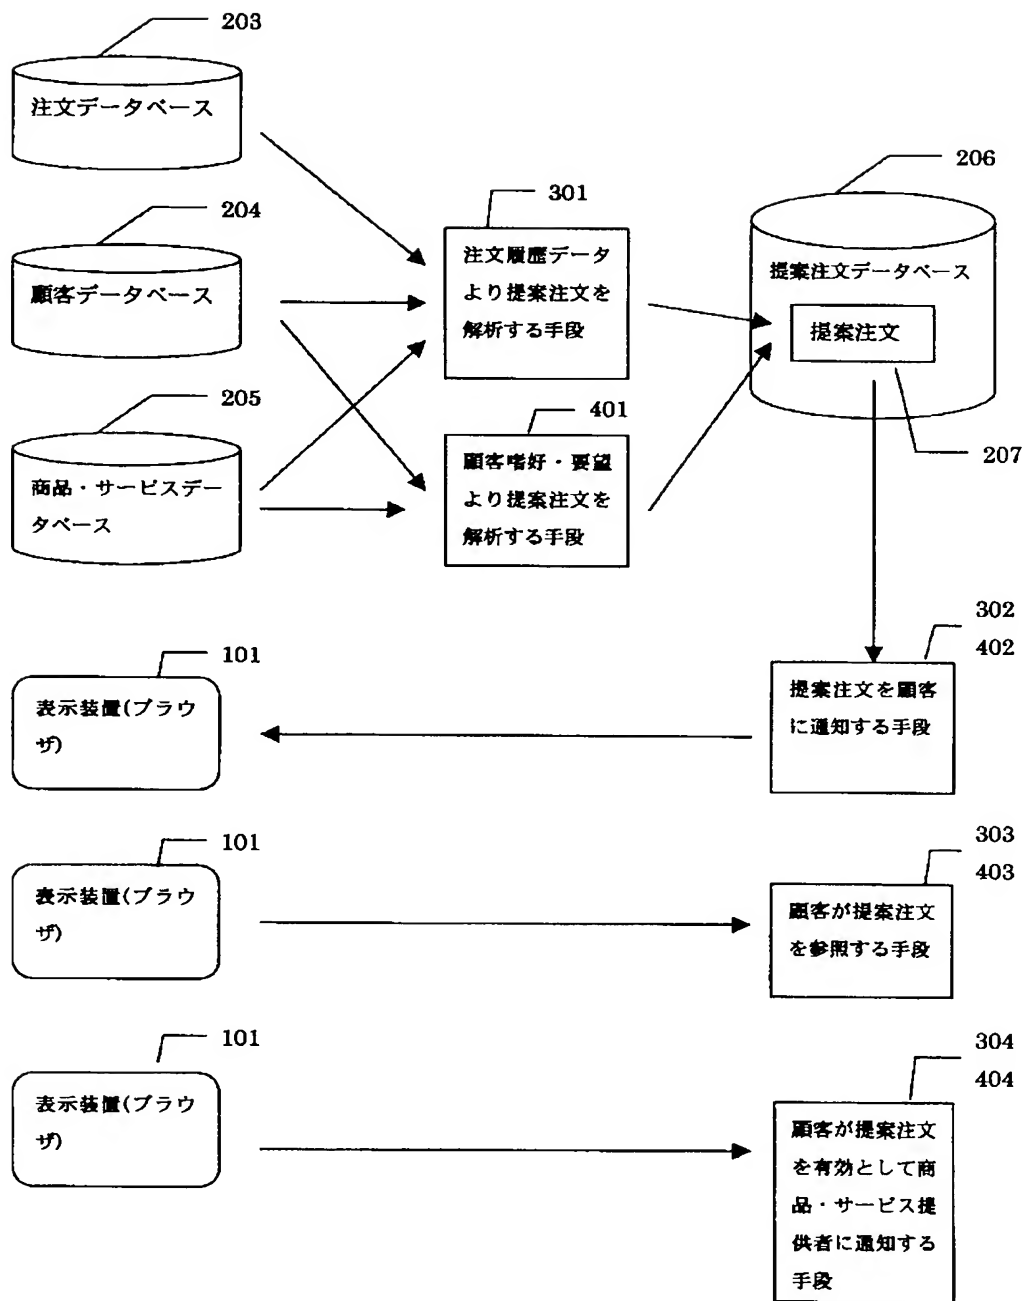 203
注文データベース
204
顧客データベース
205
商品・サービスデー
タベース
301
注文履歴データ
より提案注文を
解析する手段
401
顧客嗜好・要望
より提案注文を
解析する手段
206
提案注文データベース
提案注文
207
302
402
提案注文を顧客
に通知する手段
101
表示装置(ブラウ
ザ)
101
表示装置(ブラウ
ザ)
303
403
顧客が提案注文
を参照する手段
101
表示装置(ブラウ
ザ)
304
404
顧客が提案注文
を有効として商
品・サービス提
供者に通知する
手段